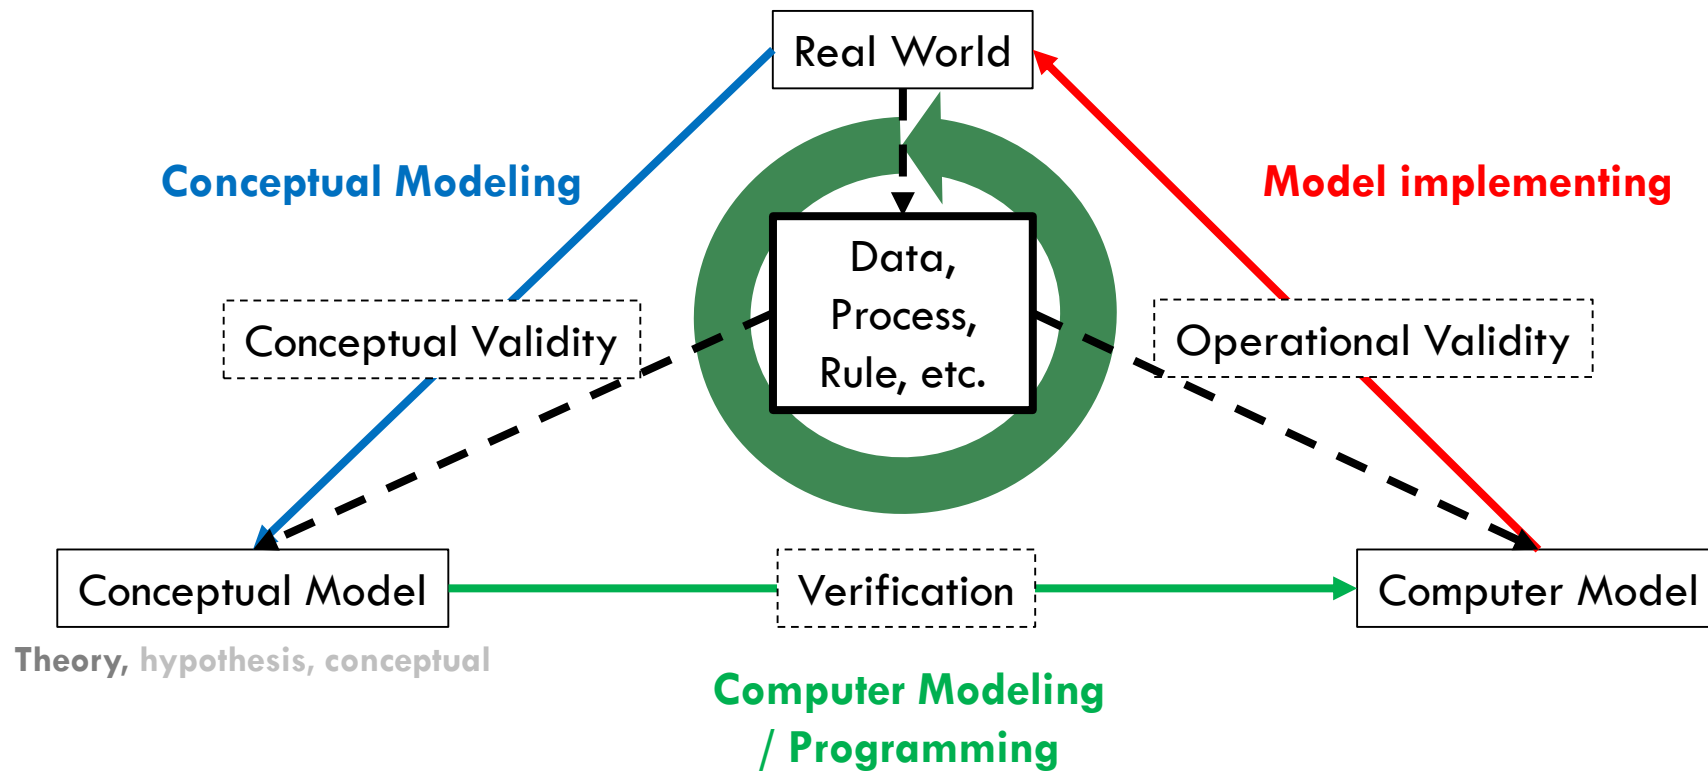 Real World
Conceptual Modeling
Model implementing
Data,
Process,
Rule, etc.
Conceptual Validity
Operational Validity
Conceptual Model
Verification
Computer Model
Theory, hypothesis, conceptual
Computer Modeling
/ Programming